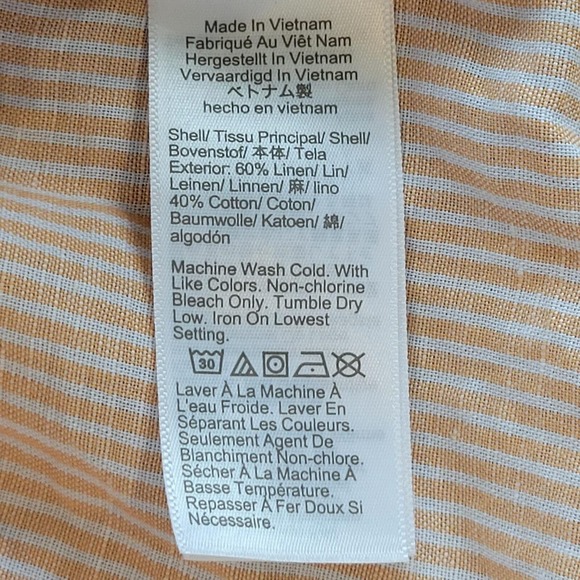 Made In Vietnam
Fabriqué Au Viêt Nam
Hergestellt In Vietnam
Vervaardigd In Vietnam
ベトナム製
hecho en vietnam
Shell/ Tissu Principal/ Shell/
Bovenstof/ 本体/ Tela
Exterior: 60% Linen/ Lin/
Leinen/ Linnen/ 麻/ lino
40% Cotton/ Coton/
Baumwolle/ Katoen/ 綿/
algodón
Machine Wash Cold. With
Like Colors. Non-chlorine
Bleach Only. Tumble Dry
Low. Iron On Lowest
Setting.
30
Laver À La Machine À
L'eau Froide. Laver En
Séparant Les Couleurs.
Seulement Agent De
Blanchiment Non-chlore.
Sécher À La Machine À
Basse Température.
Repasser À Fer Doux Si
Nécessaire.